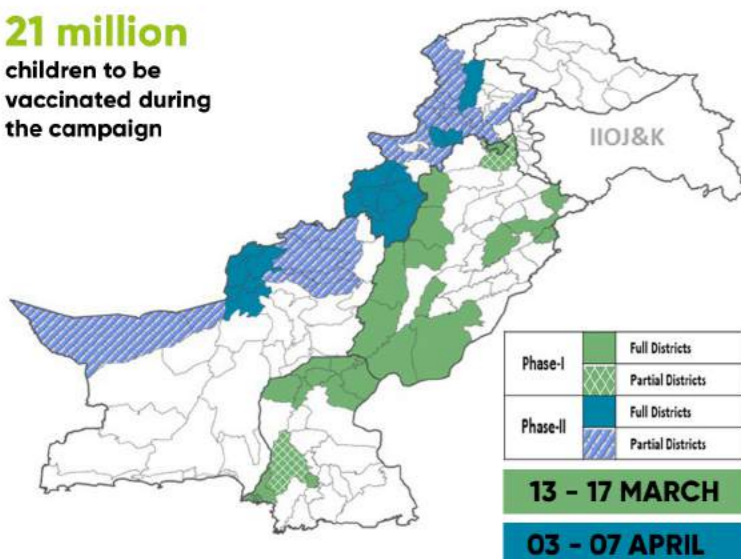 21 million
children to be
vaccinated during
the campaign
IIOJ&K
Phase-I
Full Districts
Partial Districts
Phase-II
Full Districts
Partial Districts
13 - 17 MARCH
03 - 07 APRIL